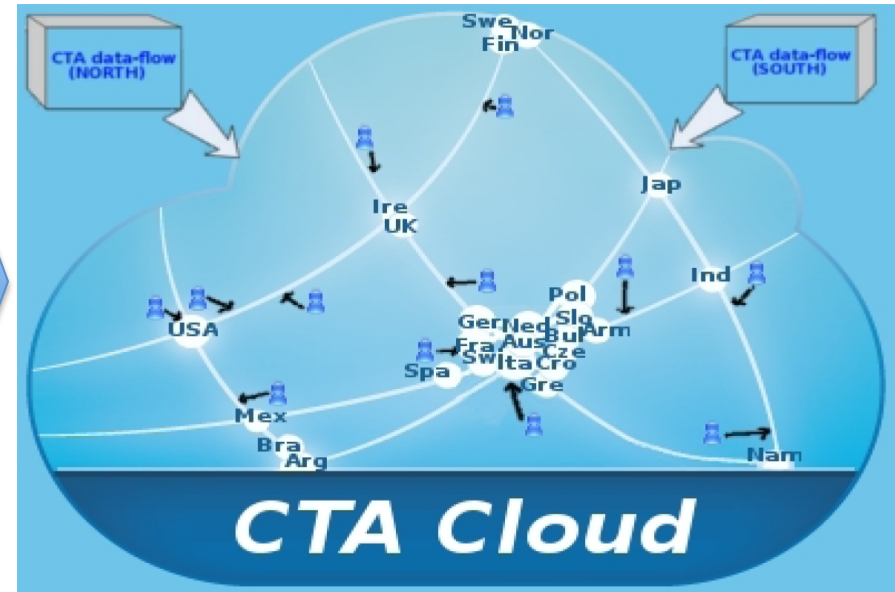 CTA data-flow
(NORTH)
CTA data-flow
(SOUTH)
Swe
Nor
Fin
Jap
Ire
UK
Ind
Pol
USA
Ger
Ned
Slo
Bul
Arm
Fra
Aus
Cze
Swi
Ita
Cro
Spa
Gre
Mex
Bra
Arg
Nam
CTA Cloud